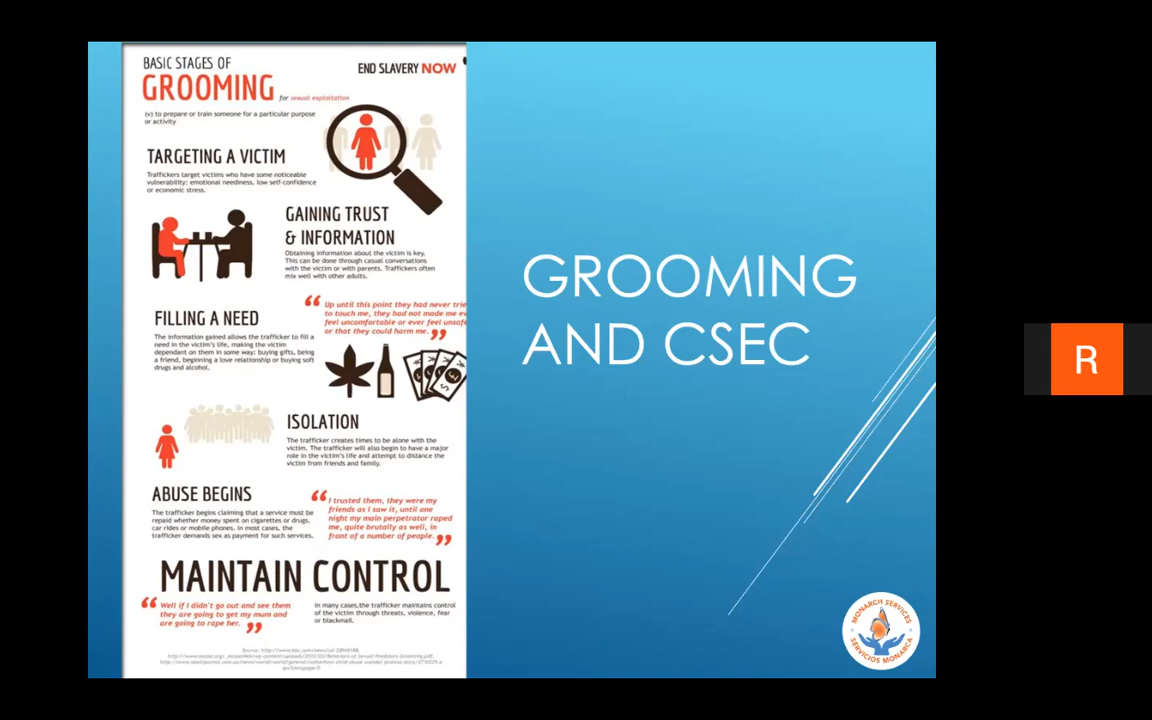 BASIC STAGES OF
GROOMING for sexual exploitation
END SLAVERY NOW
(v) to prepare or train someone for a particular purpose
or activity
TARGETING A VICTIM
Traffickers target victims who have some noticeable
vulnerability: emotional neediness, low self-confidence
or economic stress.
GAINING TRUST
& INFORMATION
Obtaining information about the victim is key.
This can be done through casual conversations
with the victim or with parents. Traffickers often
mix well with other adults.
FILLING A NEED
The information gained allows the trafficker to fill a
need in the victim's life, making the victim
dependant on them in some way; buying gifts, being
a friend, beginning a love relationship or buying soft
drugs and alcohol.
“ Up until this point they had never trie
to touch me, they had not made me ev
feel uncomfortable or ever feel unsafe
or that they could harm me. ”
ISOLATION
The trafficker creates times to be alone with the
victim. The trafficker will also begin to have a major
role in the victim's life and attempt to distance the
victim from friends and family.
ABUSE BEGINS
The trafficker begins claiming that a service must be
repaid whether money spent on cigarettes or drugs,
car rides or mobile phones. In most cases, the
trafficker demands sex as payment for such services.
“ I trusted them, they were my
friends as I saw it, until one
night my main perpetrator raped
me, quite brutally as well, in
front of a number of people. ”
MAINTAIN CONTROL
“ Well if I didn't go out and see them
they are going to get my mum and
are going to rape her. ”
In many cases,the trafficker maintains control
of the victim through threats, violence, fear
or blackmail.
GROOMING
AND CSEC
MONARCH SERVICES
SERVICIOS MONARCA
R